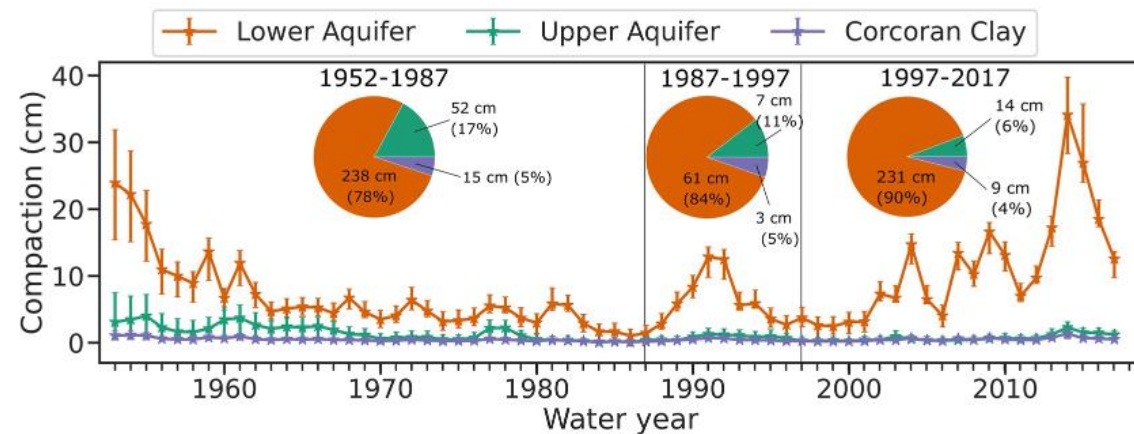 Lower Aquifer Upper Aquifer Corcoran Clay
Compaction (cm)
40
30
20
10
0
1952-1987
52 cm
(17%)
15 cm (5%)
238 cm
(78%)
1987-1997
7 cm
(11%)
61 cm
(84%)
3 cm
(5%)
1997-2017
14 cm
(6%)
231 cm
(90%)
9 cm
(4%)
1960 1970 1980 1990 2000 2010
Water year